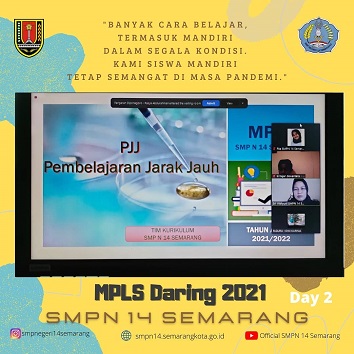 "BANYAK CARA BELAJAR,
TERMASUK MANDIRI
DALAM SEGALA KONDISI.
KAMI SISWA MANDIRI
TETAP SEMANGAT DI MASA PANDEMI."
PJJ
Pembelajaran Jarak Jauh
TIM KURIKULUM
SMP N 14 SEMARANG
MPL
SMP N 14 SEMARANG
TAHUN
2021/2022
MPLS Daring 2021
Day 2
SMPN 14 SEMARANG
smpnegeri14semarang
smpn14.semarangkota.go.id
Official SMPN 14 Semarang